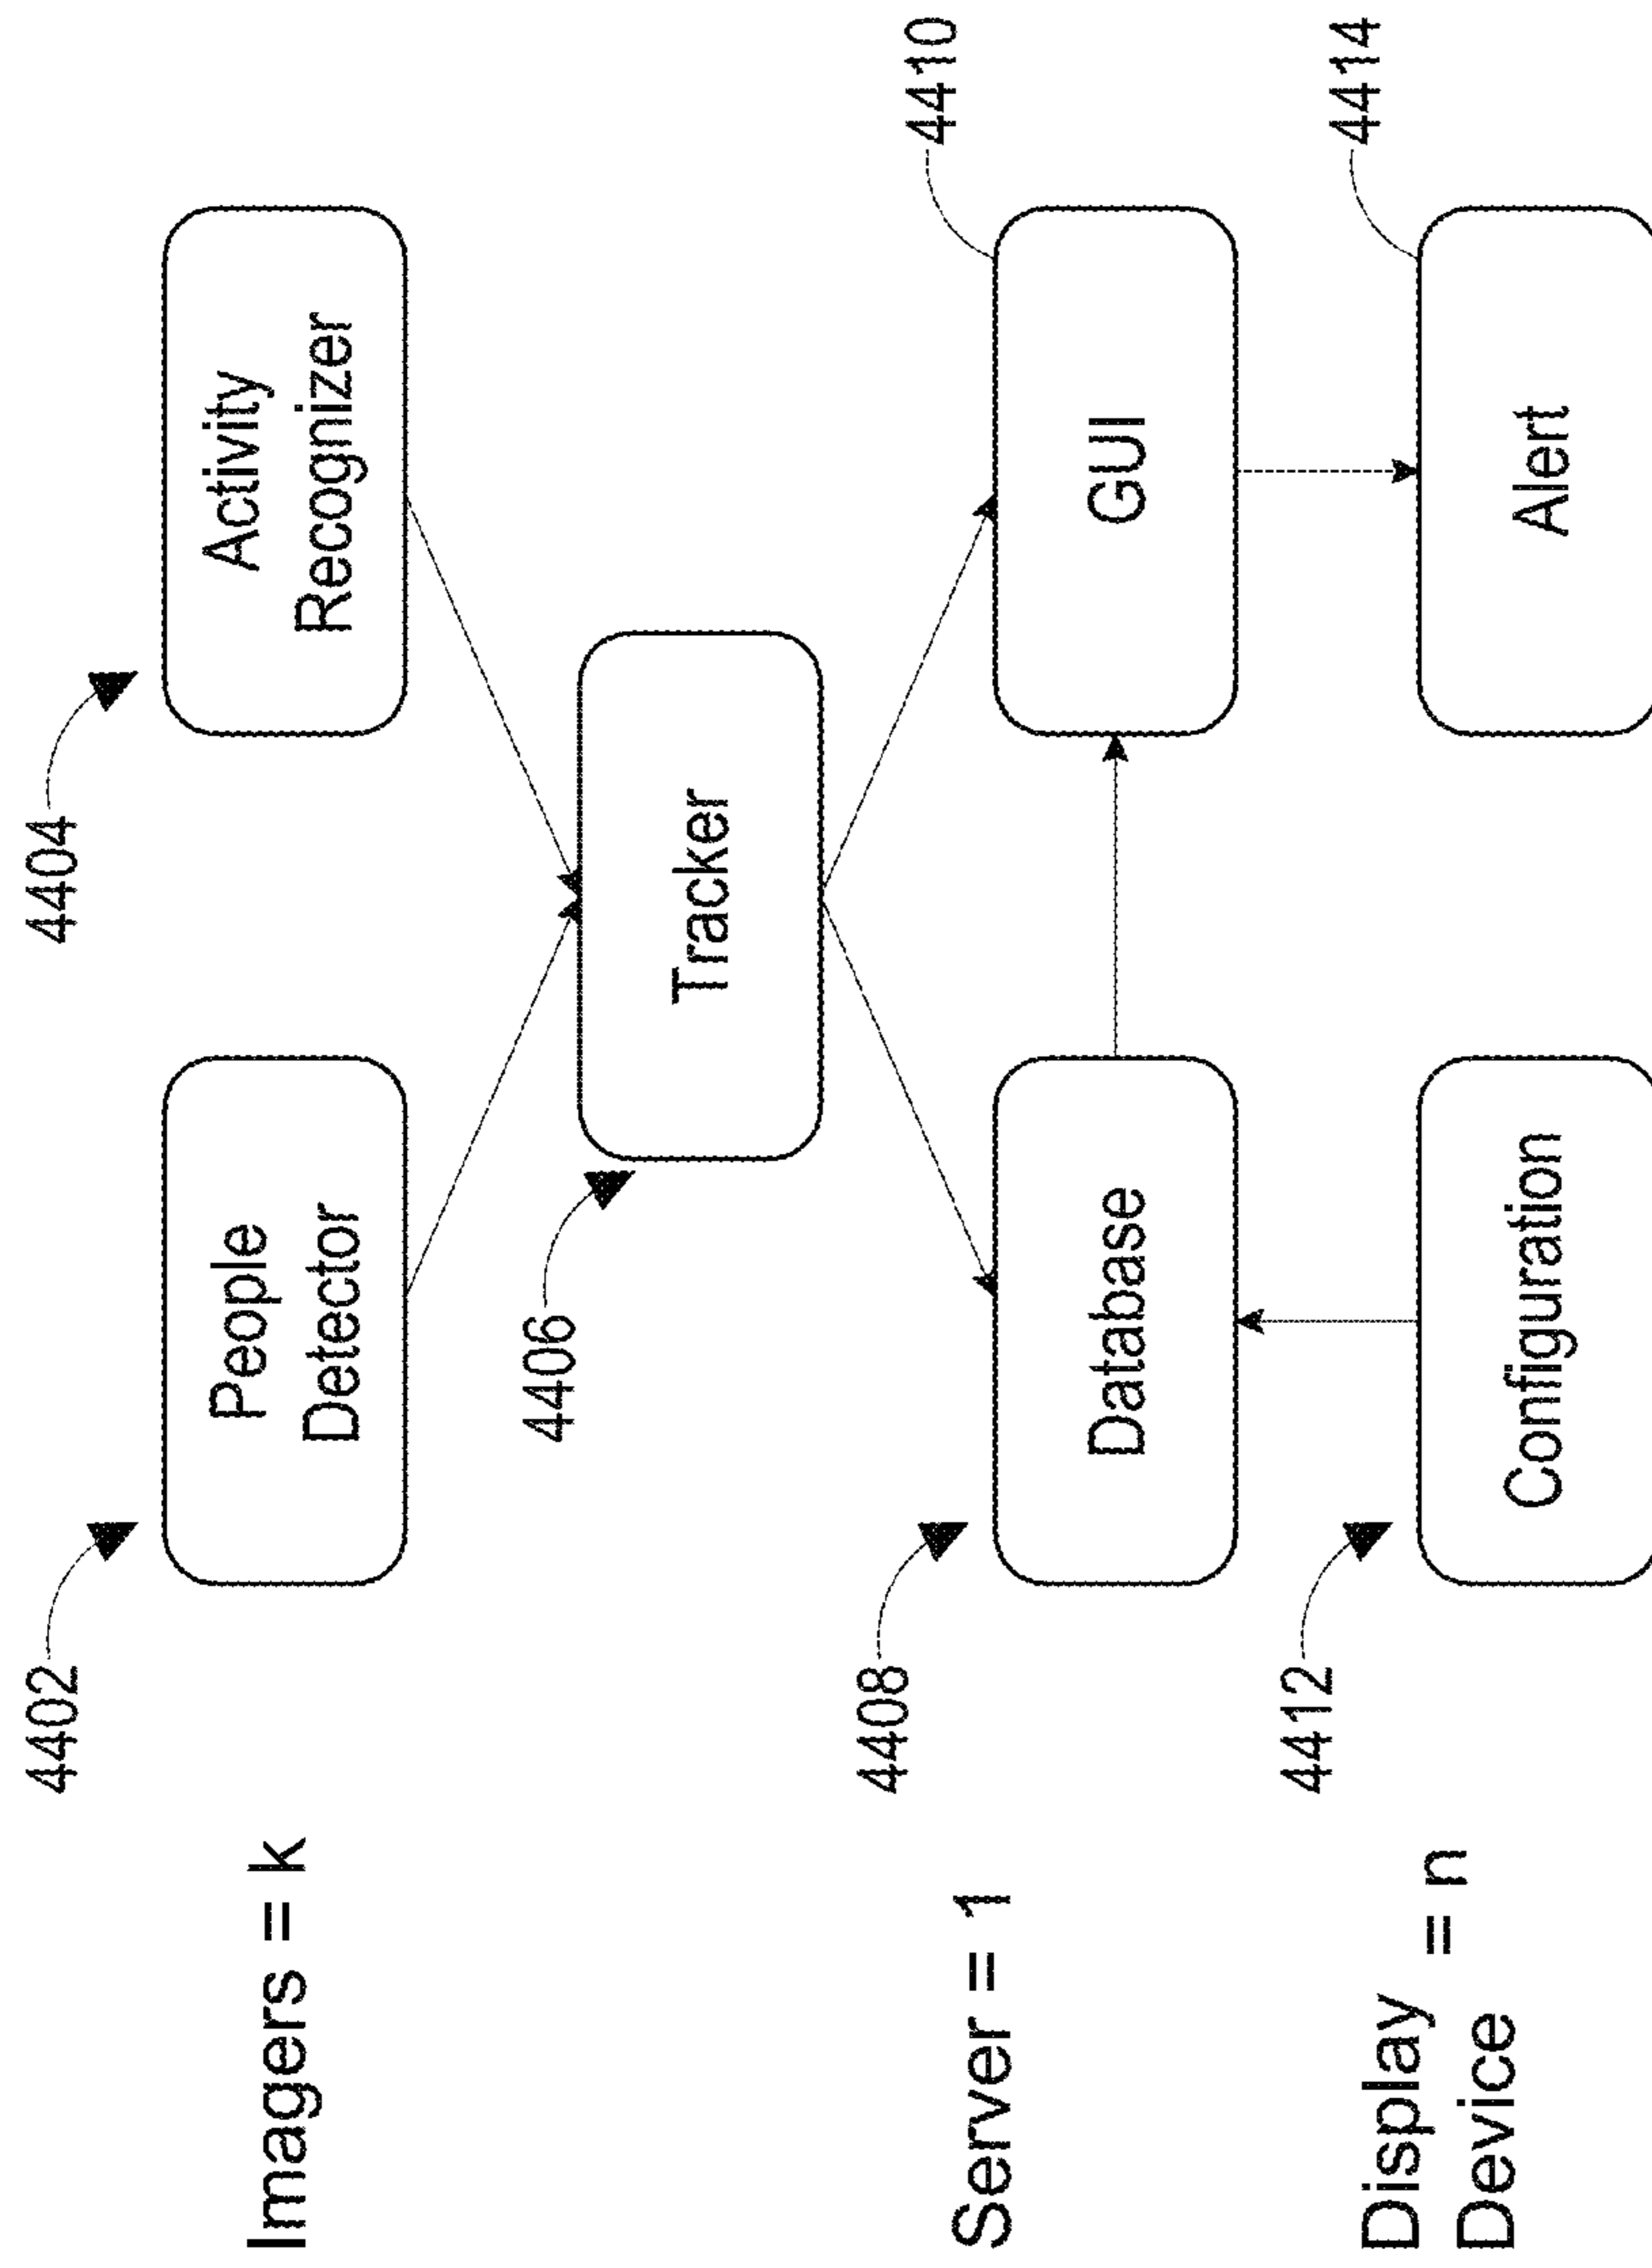 4402
4404
Imagers = k
People
Detector
Activity
Recognizer
4406
Tracker
4408
4410
Server = 1
Database
GUI
4412
4414
Display = n
Device
Configuration
Alert